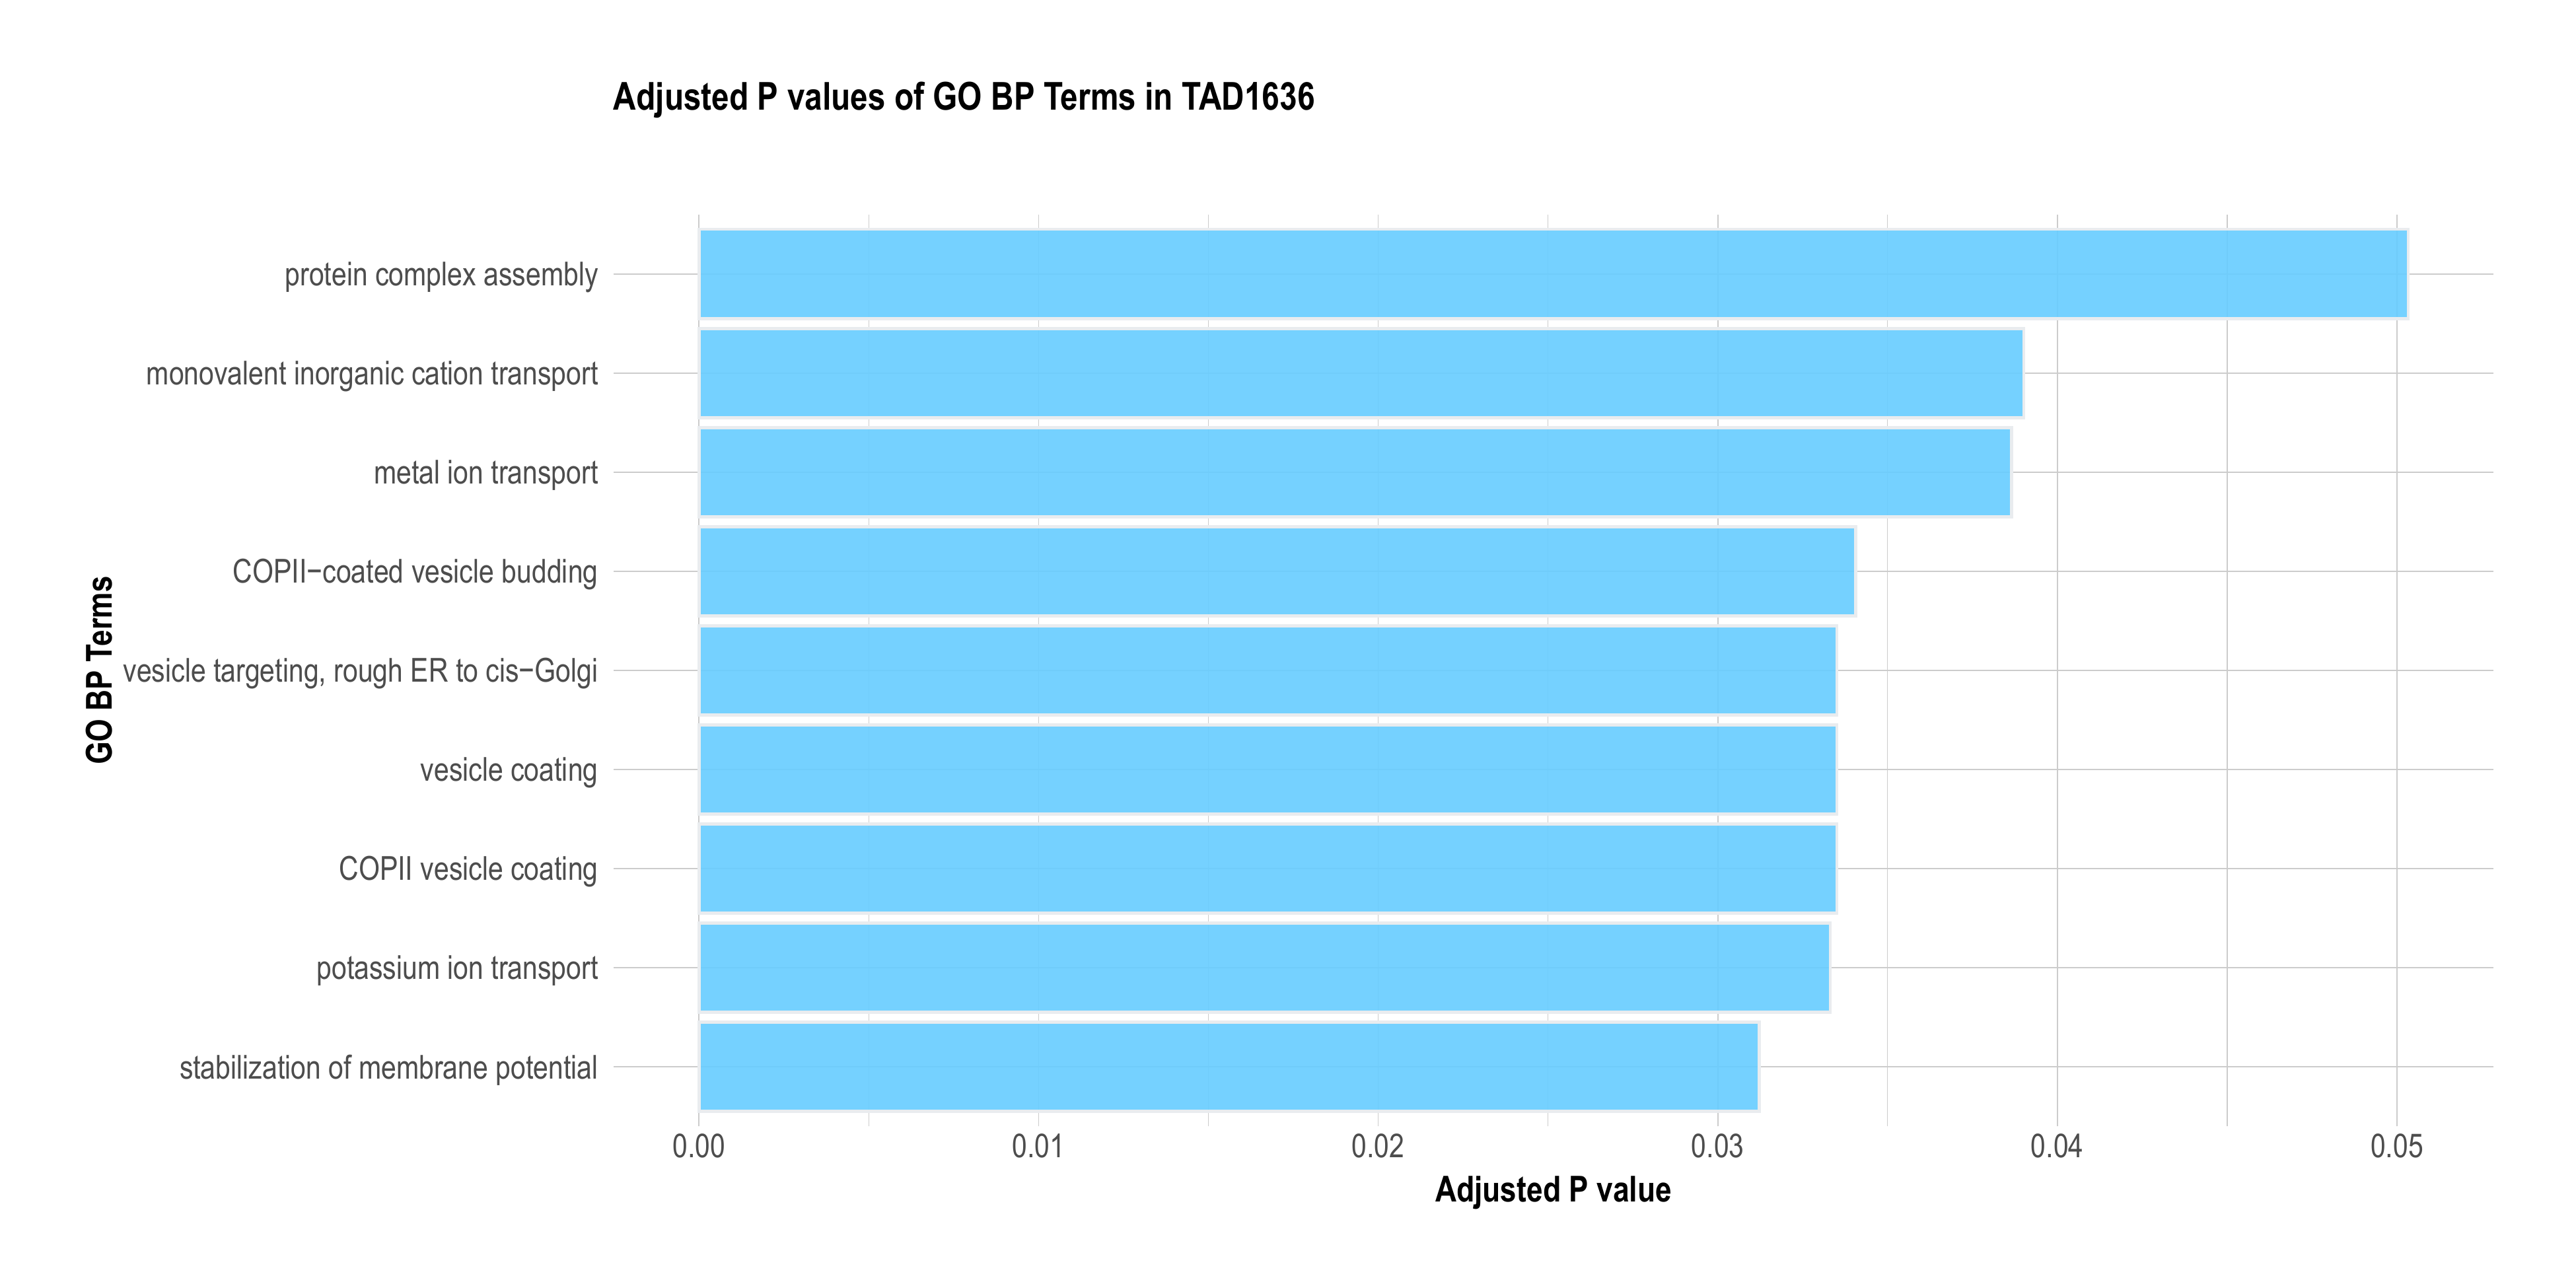 Adjusted P values of GO BP Terms in TAD1636
GO BP Terms
protein complex assembly
monovalent inorganic cation transport
metal ion transport
COPII−coated vesicle budding
vesicle targeting, rough ER to cis−Golgi
vesicle coating
COPII vesicle coating
potassium ion transport
stabilization of membrane potential
0.00 0.01 0.02 0.03 0.04 0.05
Adjusted P value